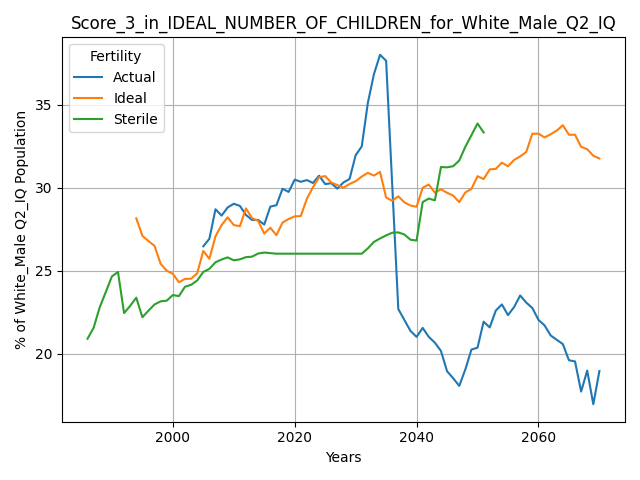 Score_3_in_IDEAL_NUMBER_OF_CHILDREN_for_White_Male_Q2_IQ
Fertility
Actual
Ideal
Sterile
35
30
25
20
% of White_Male Q2_IQ Population
2000
2020
2040
2060
Years